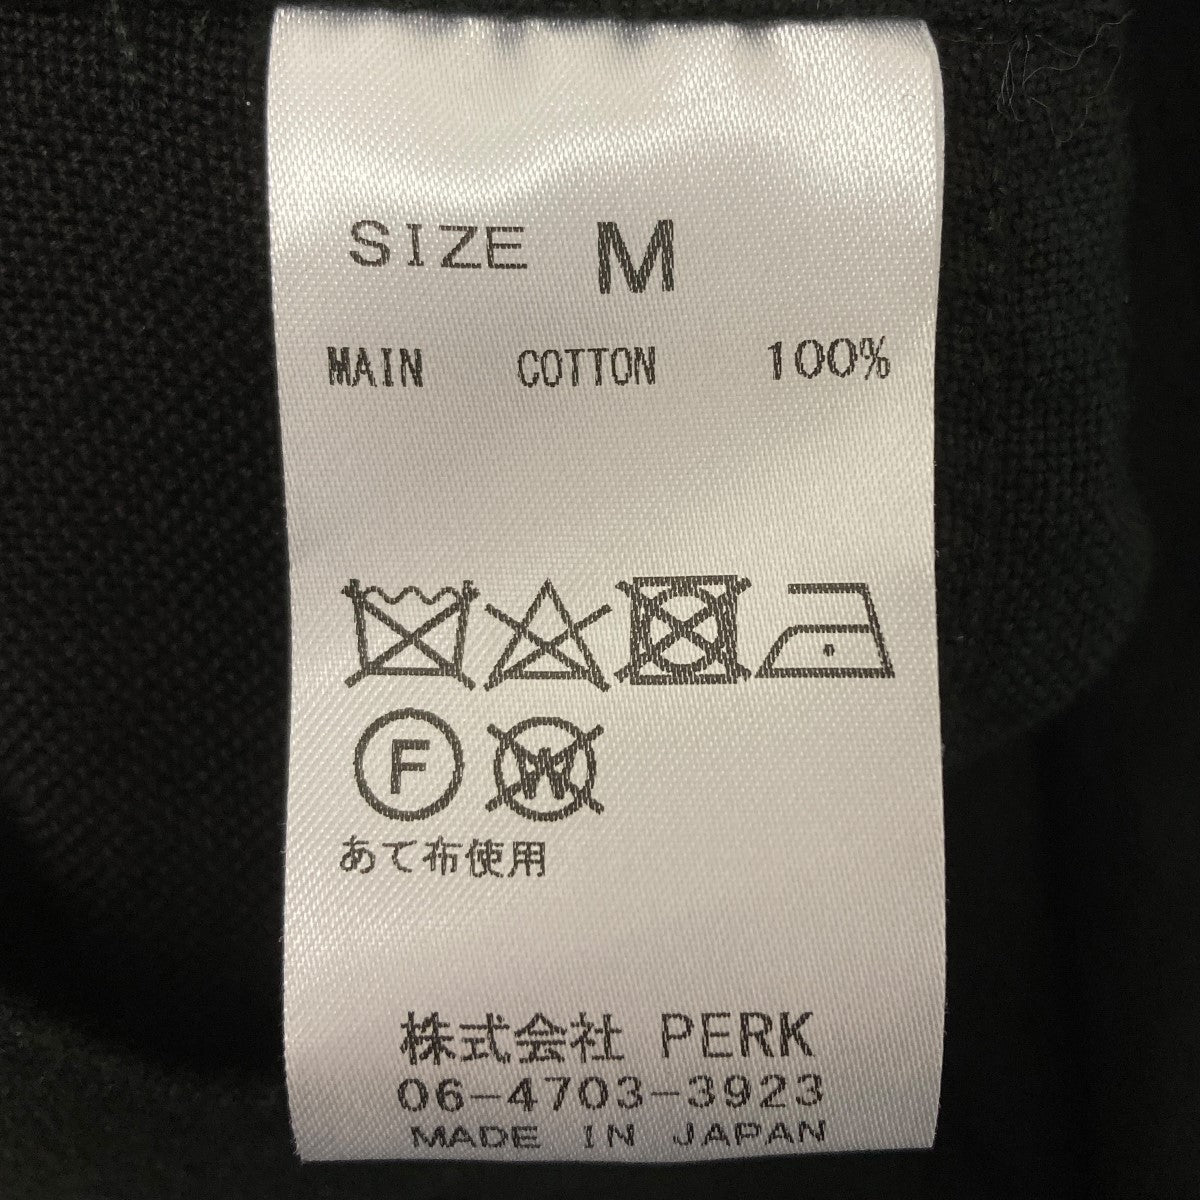 SIZE M
MAIN COTTON 100%
F W
あて布使用
株式会社 PERK
06-4703-3923
MADE IN JAPAN